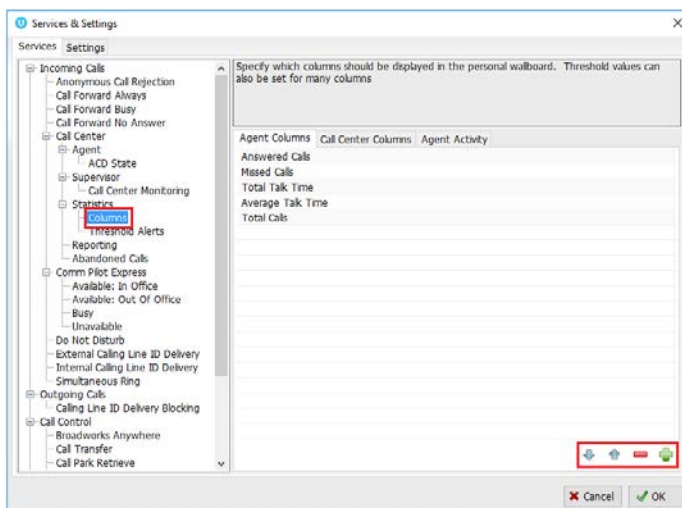 Services & Settings
Services Settings
Incoming Calls
Anonymous Call Rejection
Call Forward Always
Call Forward Busy
Call Forward No Answer
Call Center
Agent
ACD State
Supervisor
Call Center Monitoring
Statistics
Columns
Threshold Alerts
Reporting
Abandoned Calls
Comm Pilot Express
Available: In Office
Available: Out Of Office
Busy
Unavailable
Do Not Disturb
External Calling Line ID Delivery
Internal Calling Line ID Delivery
Simultaneous Ring
Outgoing Calls
Calling Line ID Delivery Blocking
Call Control
Broadworks Anywhere
Call Transfer
Call Park Retrieve
Specify which columns should be displayed in the personal wallboard. Threshold values can
also be set for many columns
Agent Columns Call Center Columns Agent Activity
Answered Calls
Missed Calls
Total Talk Time
Average Talk Time
Total Calls
Cancel OK